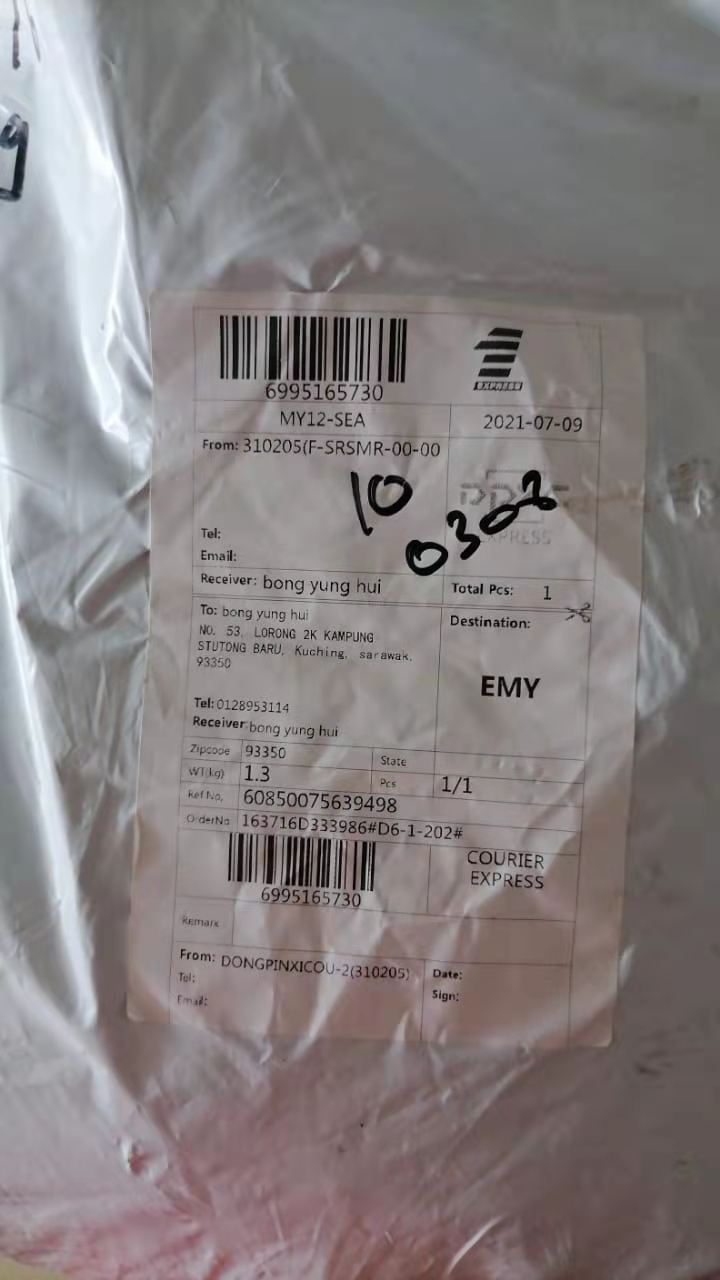 EXPRESS
6995165730
MY12-SEA 2021-07-09
From: 310205(F-SRSMR-00-00
10
0302
EXPRESS
Tel:
Email:
Receiver: bong yung hui Total Pcs: 1
To: bong yung hui Destination:
NO. 53, LORONG 2K KAMPUNG
STUTONG BARU, Kuching, sarawak,
93350
EMY
Tel: 0128953114
Receiver: bong yung hui
Zipcode 93350 State
WT(kg) 1.3 Pcs 1/1
Ref No, 60850075639498
OrderNo 163716D333986#D6-1-202#
COURIER
EXPRESS
6995165730
Remark
From: DONGPINXICOU-2(310205) Date:
Tel: Sign:
Email: